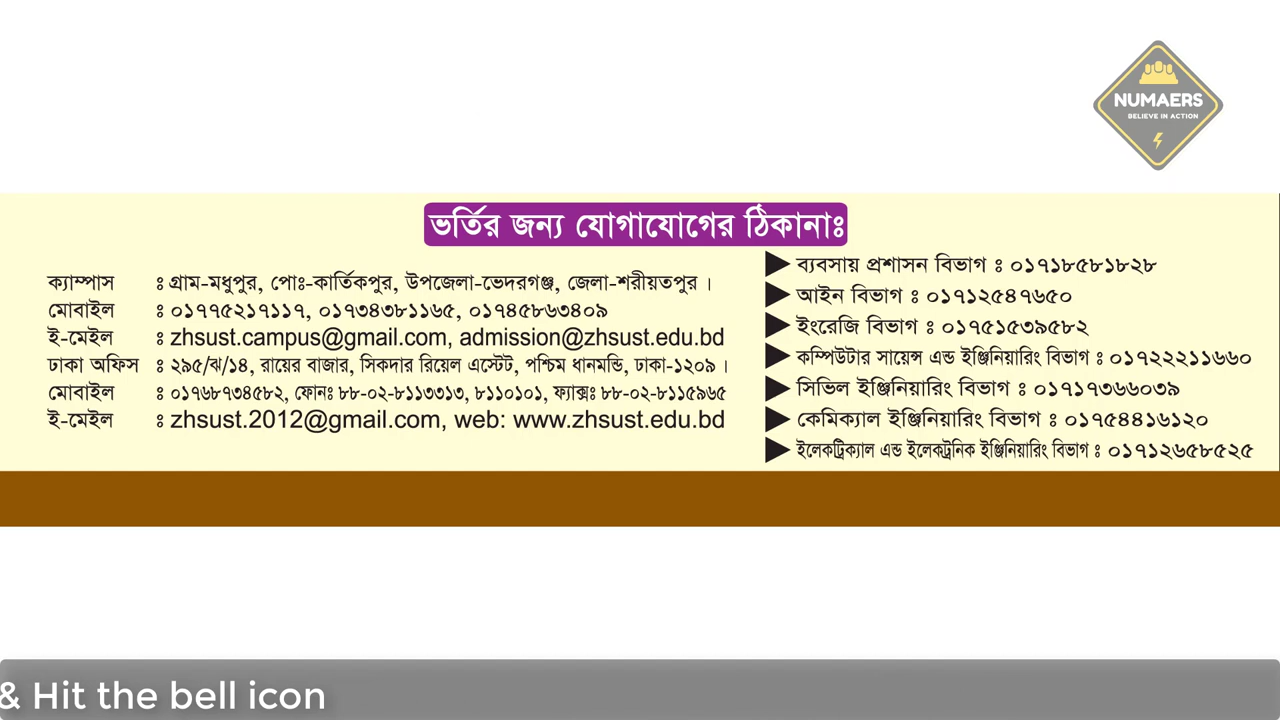 NUMAERS
BELIEVE IN ACTION
ভর্তির জন্য যোগাযোগের ঠিকানাঃ
ক্যাম্পাস : গ্রাম-মধুপুর, পোঃ-কার্তিকপুর, উপজেলা-ভেদরগঞ্জ, জেলা-শরীয়তপুর ।
মোবাইল : ০১৭৭৫২১৭১১৭, ০১৭৩৪৩৮১১৬৫, ০১৭৪৫৮৬৩৪০৯
ই-মেইল : zhsust.campus@gmail.com, admission@zhsust.edu.bd
ঢাকা অফিস : ২৯৫/ঝ/১৪, রায়ের বাজার, সিকদার রিয়েল এস্টেট, পশ্চিম ধানমন্ডি, ঢাকা-১২০৯ ।
মোবাইল : ০১৭৬৮৭৩৪৫৮২, ফোনঃ ৮৮-০২-৮১১৩৩১৩, ৮১১০১০১, ফ্যাক্সঃ ৮৮-০২-৮১১৫৯৬৫
ই-মেইল : zhsust.2012@gmail.com, web: www.zhsust.edu.bd
▶ ব্যবসায় প্রশাসন বিভাগ : ০১৭১৮৫৮১৮২৮
▶ আইন বিভাগ : ০১৭১২৫৪৭৬৫০
▶ ইংরেজি বিভাগ : ০১৭৫১৫৩৯৫৮২
▶ কম্পিউটার সায়েন্স এন্ড ইঞ্জিনিয়ারিং বিভাগ : ০১৭২২২১১৬৬০
▶ সিভিল ইঞ্জিনিয়ারিং বিভাগ : ০১৭১৭৩৬৬০৩৯
▶ কেমিক্যাল ইঞ্জিনিয়ারিং বিভাগ : ০১৭৫৪৪১৬১২০
▶ ইলেকট্রিক্যাল এন্ড ইলেকট্রনিক ইঞ্জিনিয়ারিং বিভাগ : ০১৭১২৬৫৮৫২৫
& Hit the bell icon